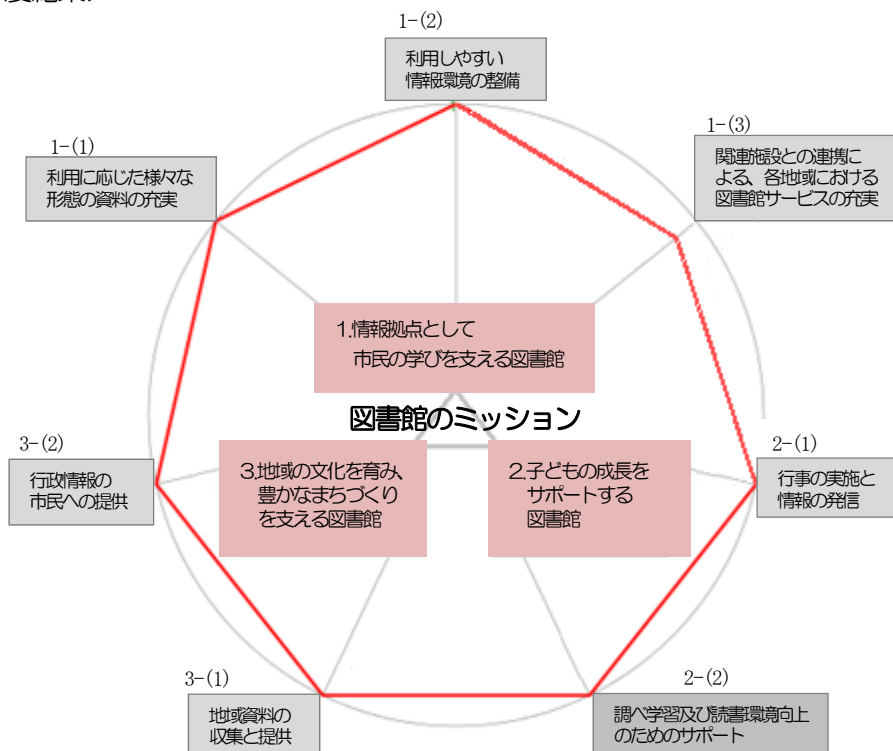 1-(2)
利用しやすい
情報環境の整備
1-(1)
利用に応じた様々な
形態の資料の充実
1-(3)
関連施設との連携に
よる、各地域における
図書館サービスの充実
1.情報拠点として
市民の学びを支える図書館
図書館のミッション
3.地域の文化を育み、
豊かなまちづくり
を支える図書館
2.子どもの成長を
サポートする
図書館
3-(2)
行政情報の
市民への提供
2-(1)
行事の実施と
情報の発信
3-(1)
地域資料の
収集と提供
2-(2)
調べ学習及び読書環境向上
のためのサポート